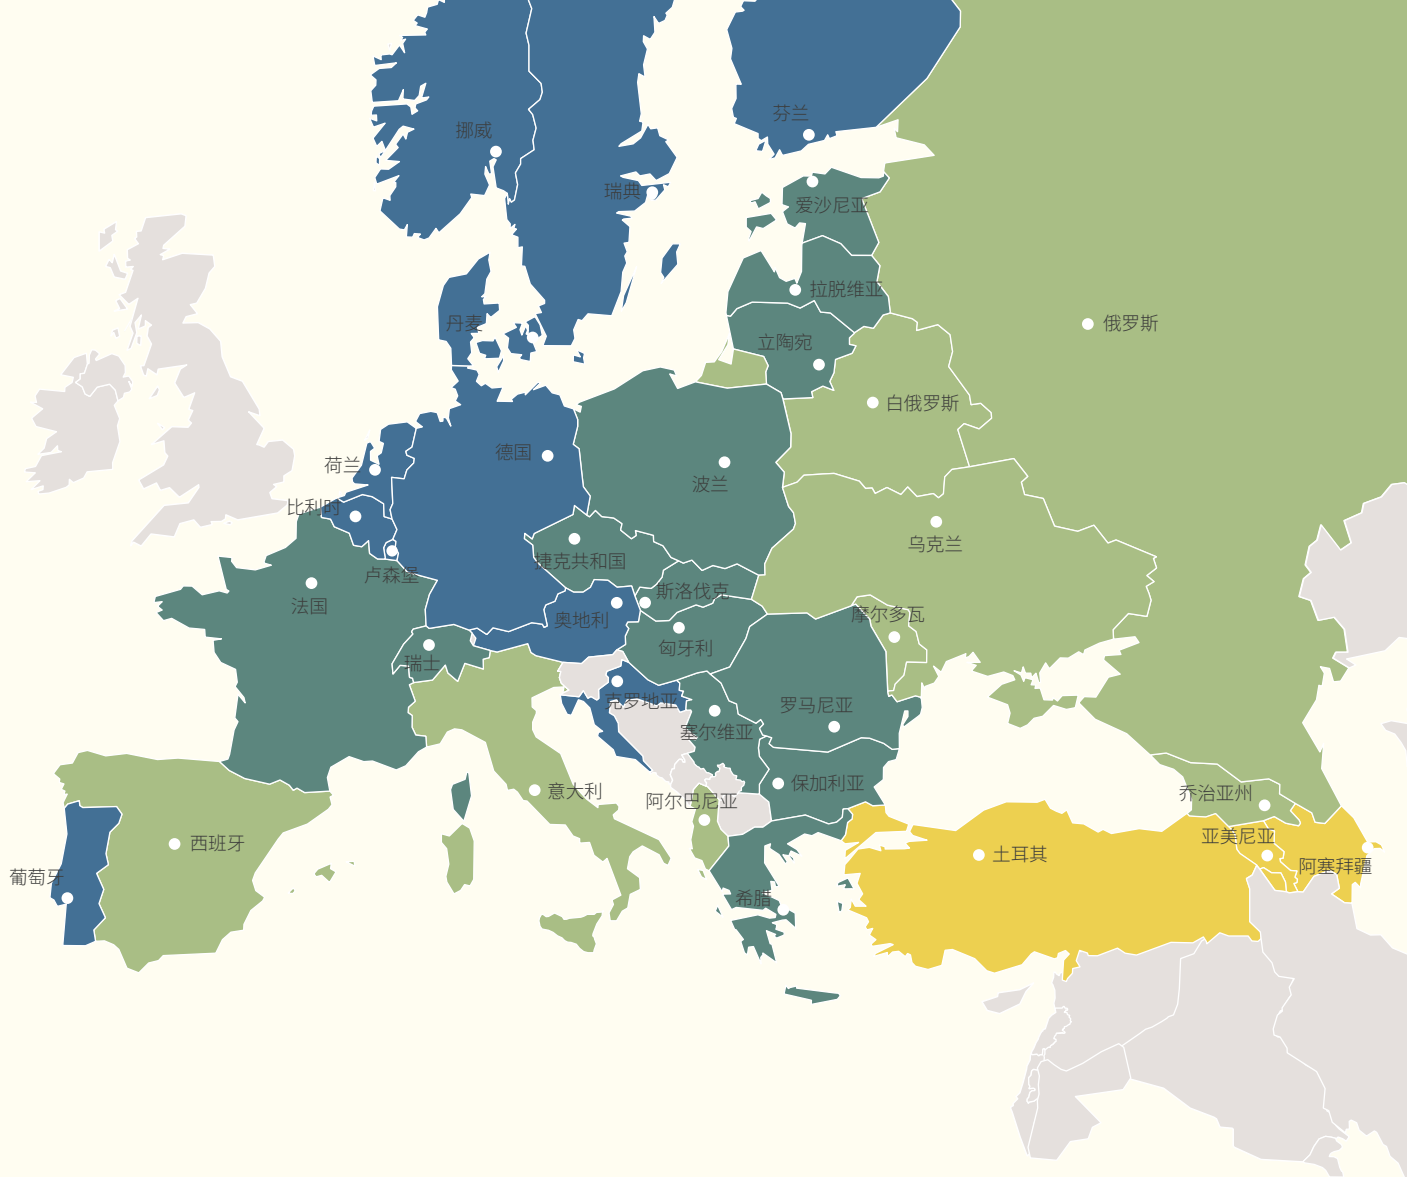 芬兰
挪威
瑞典
爱沙尼亚
拉脱维亚
丹麦
俄罗斯
立陶宛
白俄罗斯
德国
荷兰
波兰
比利时
乌克兰
捷克共和国
卢森堡
斯洛伐克
法国
摩尔多瓦
奥地利
匈牙利
瑞士
克罗地亚
罗马尼亚
塞尔维亚
保加利亚
意大利
乔治亚州
阿尔巴尼亚
亚美尼亚
西班牙
土耳其
阿塞拜疆
葡萄牙
希腊